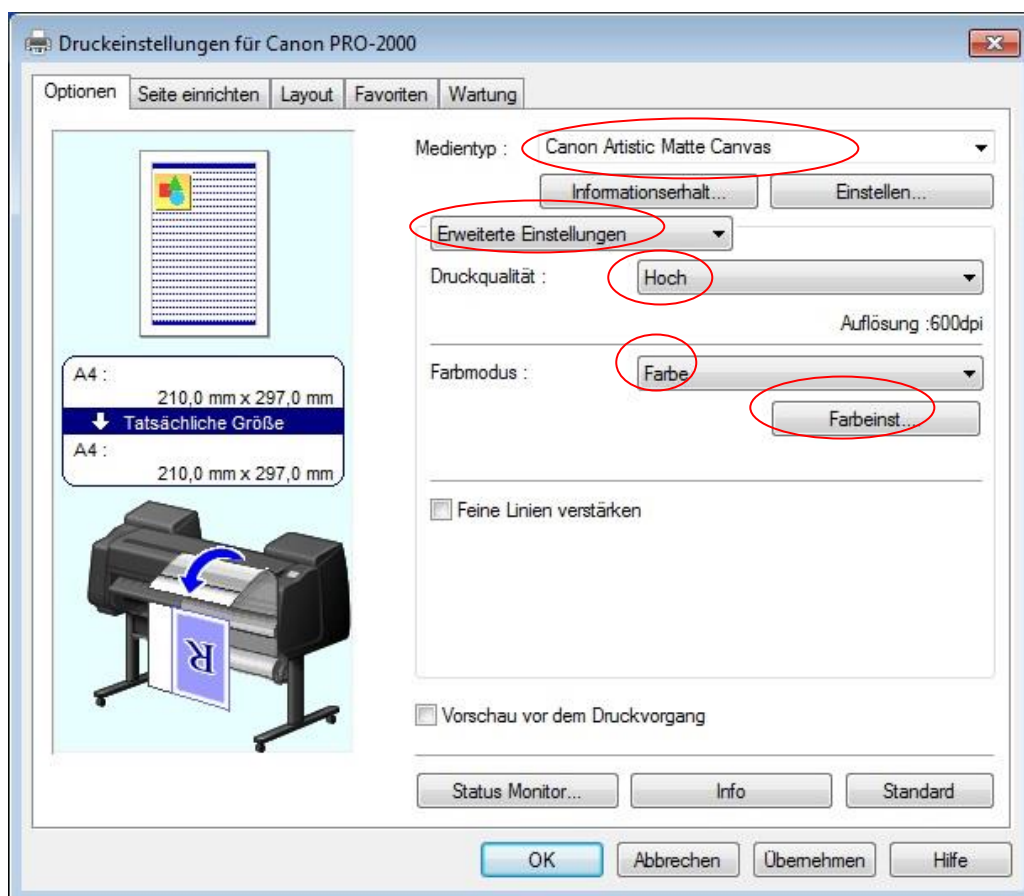 Druckeinstellungen für Canon PRO-2000
Optionen Seite einrichten Layout Favoriten Wartung
Medientyp : Canon Artistic Matte Canvas
Informationserhalt... Einstellen...
Erweiterte Einstellungen
Druckqualität : Hoch
Auflösung :600dpi
Farbmodus : Farbe
Farbeinst...
A4 :
210,0 mm x 297,0 mm
Tatsächliche Größe
A4 :
210,0 mm x 297,0 mm
Feine Linien verstärken
R
Vorschau vor dem Druckvorgang
Status Monitor... Info Standard
OK Abbrechen Übernehmen Hilfe